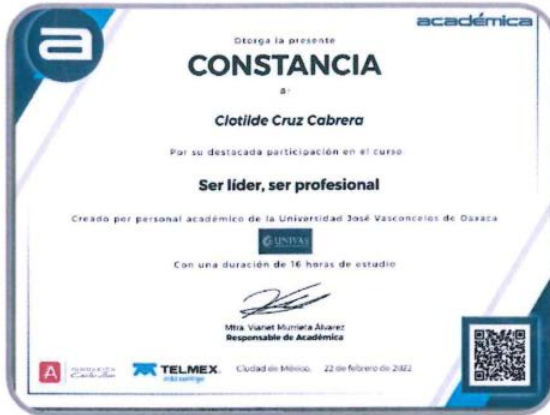 a
académica
Otorga la presente
CONSTANCIA
a:
Clotilde Cruz Cabrera
Por su destacada participación en el curso
Ser líder, ser profesional
Creado por personal académico de la Universidad José Vasconcelos de Oaxaca
UNIVAS
Con una duración de 16 horas de estudio
Mtra. Vianet Murrieta Álvarez
Responsable de Académica
A
TELMEX
Ciudad de México, 22 de febrero de 2022